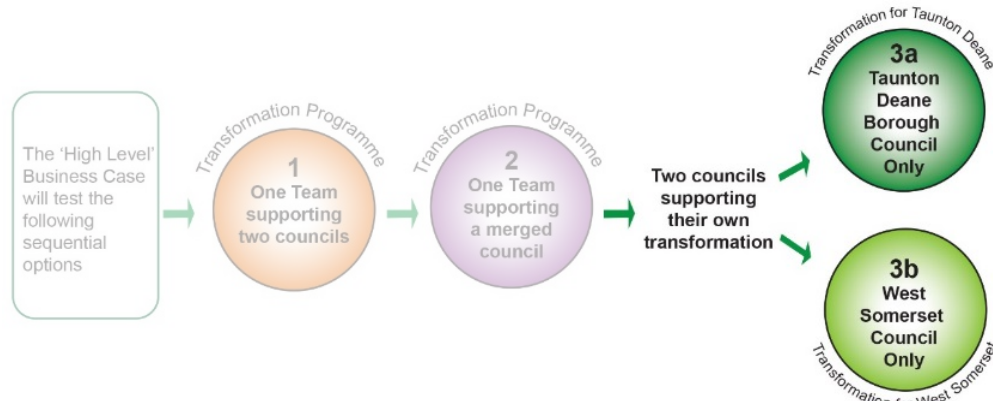 The 'High Level'
Business Case
will test the
following
sequential
options
Transformation Programme
1
One Team
supporting
two councils
Transformation Programme
2
One Team
supporting
a merged
council
Two councils
supporting
their own
transformation
Transformation for Taunton Deane
3a
Taunton
Deane
Borough
Council
Only
3b
West
Somerset
Council
Only
Transformation for West Somerset